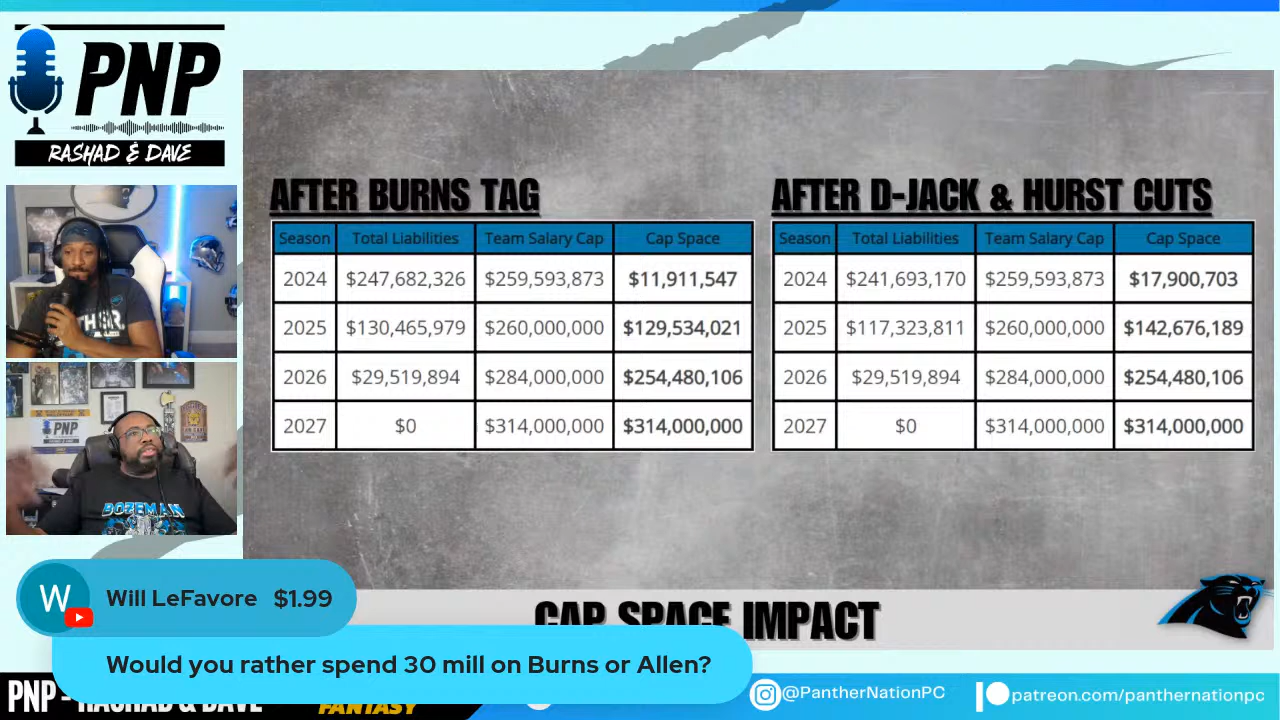 PNP
RASHAD & DAVE
AFTER BURNS TAG
Season Total Liabilities Team Salary Cap Cap Space
2024 $247,682,326 $259,593,873 $11,911,547
2025 $130,465,979 $260,000,000 $129,534,021
2026 $29,519,894 $284,000,000 $254,480,106
2027 $0 $314,000,000 $314,000,000
AFTER D-JACK & HURST CUTS
Season Total Liabilities Team Salary Cap Cap Space
2024 $241,693,170 $259,593,873 $17,900,703
2025 $117,323,811 $260,000,000 $142,676,189
2026 $29,519,894 $284,000,000 $254,480,106
2027 $0 $314,000,000 $314,000,000
PNP
BOZEMAN
CAP SPACE IMPACT
W Will LeFavore $1.99
Would you rather spend 30 mill on Burns or Allen?
PNP - RASHAD & DAVE
FANTASY
@PantherNationPC
patreon.com/panthernationpc